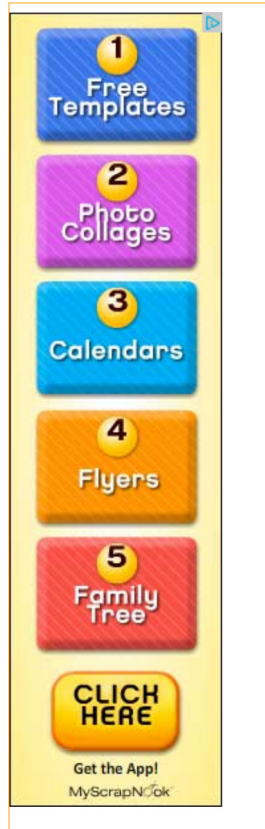 1
Free
Templates
2
Photo
Collages
3
Calendars
4
Flyers
5
Family
Tree
CLICK
HERE
Get the App!
MyScrapNook